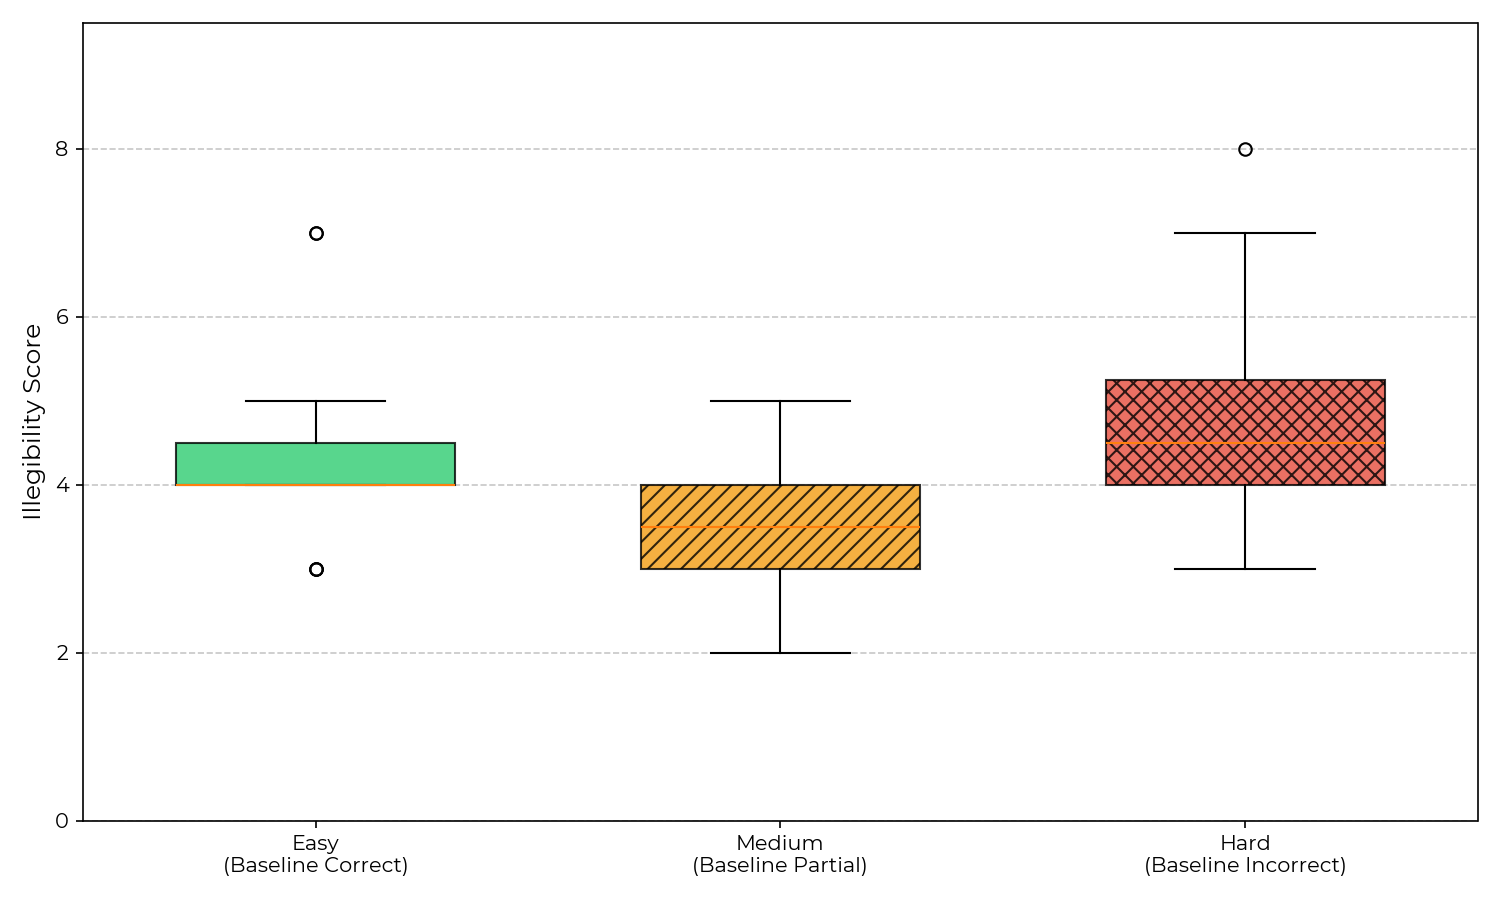 Illegibility Score
8
6
4
2
0
Easy
(Baseline Correct)
Medium
(Baseline Partial)
Hard
(Baseline Incorrect)